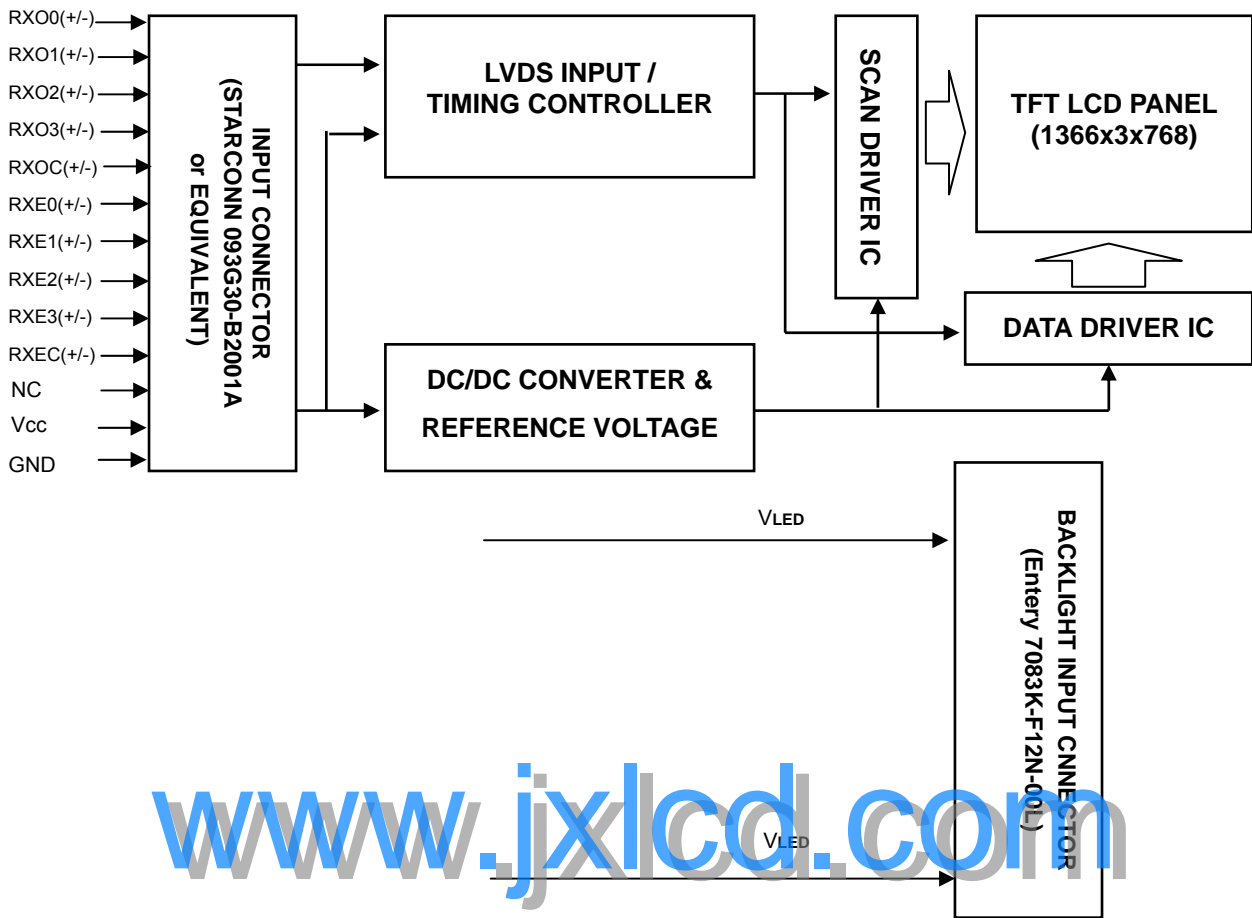 RXO0(+/-)
RXO1(+/-)
RXO2(+/-)
RXO3(+/-)
RXOC(+/-)
RXE0(+/-)
RXE1(+/-)
RXE2(+/-)
RXE3(+/-)
RXEC(+/-)
NC
Vcc
GND
INPUT CONNECTOR
(STARCONN 093G30-B2001A
or EQUIVALENT)
LVDS INPUT /
TIMING CONTROLLER
DC/DC CONVERTER &
REFERENCE VOLTAGE
SCAN DRIVER IC
TFT LCD PANEL
(1366x3x768)
DATA DRIVER IC
VLED
VLED
BACKLIGHT INPUT CNNECTOR
(Entery 7083K-F12N-00L)
www.jxlcd.com